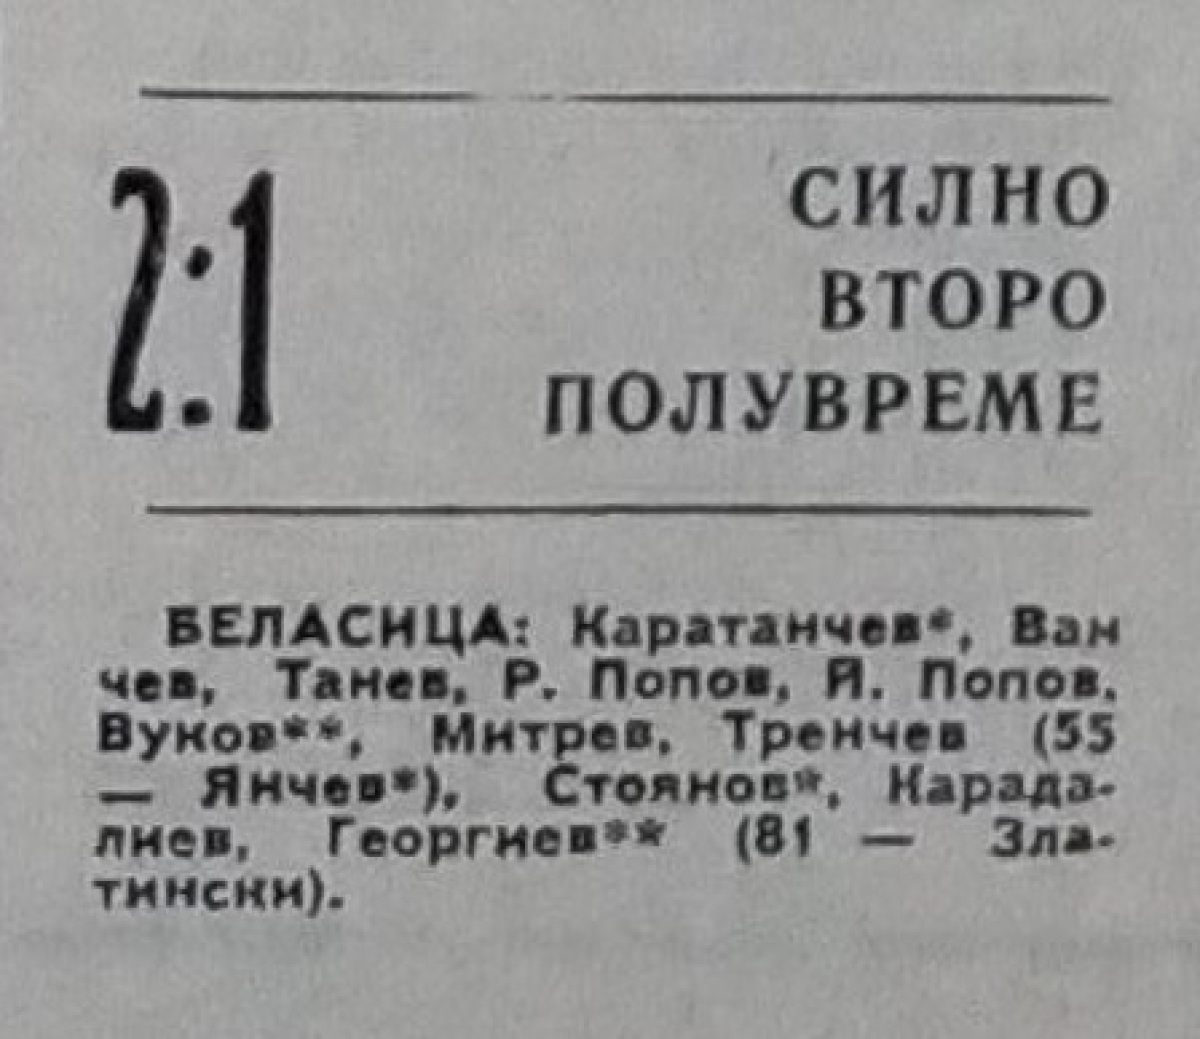 2:1
СИЛНО
ВТОРО
ПОЛУВРЕМЕ
БЕЛАСИЦА: Каратанчев*, Ван
чев, Танев, Р. Попов, Й. Попов,
Вуков**, Митрев, Тренчев (55
— Янчев*), Стоянов*, Карада-
лиев, Георгиев** (81 — Зла-
тински).